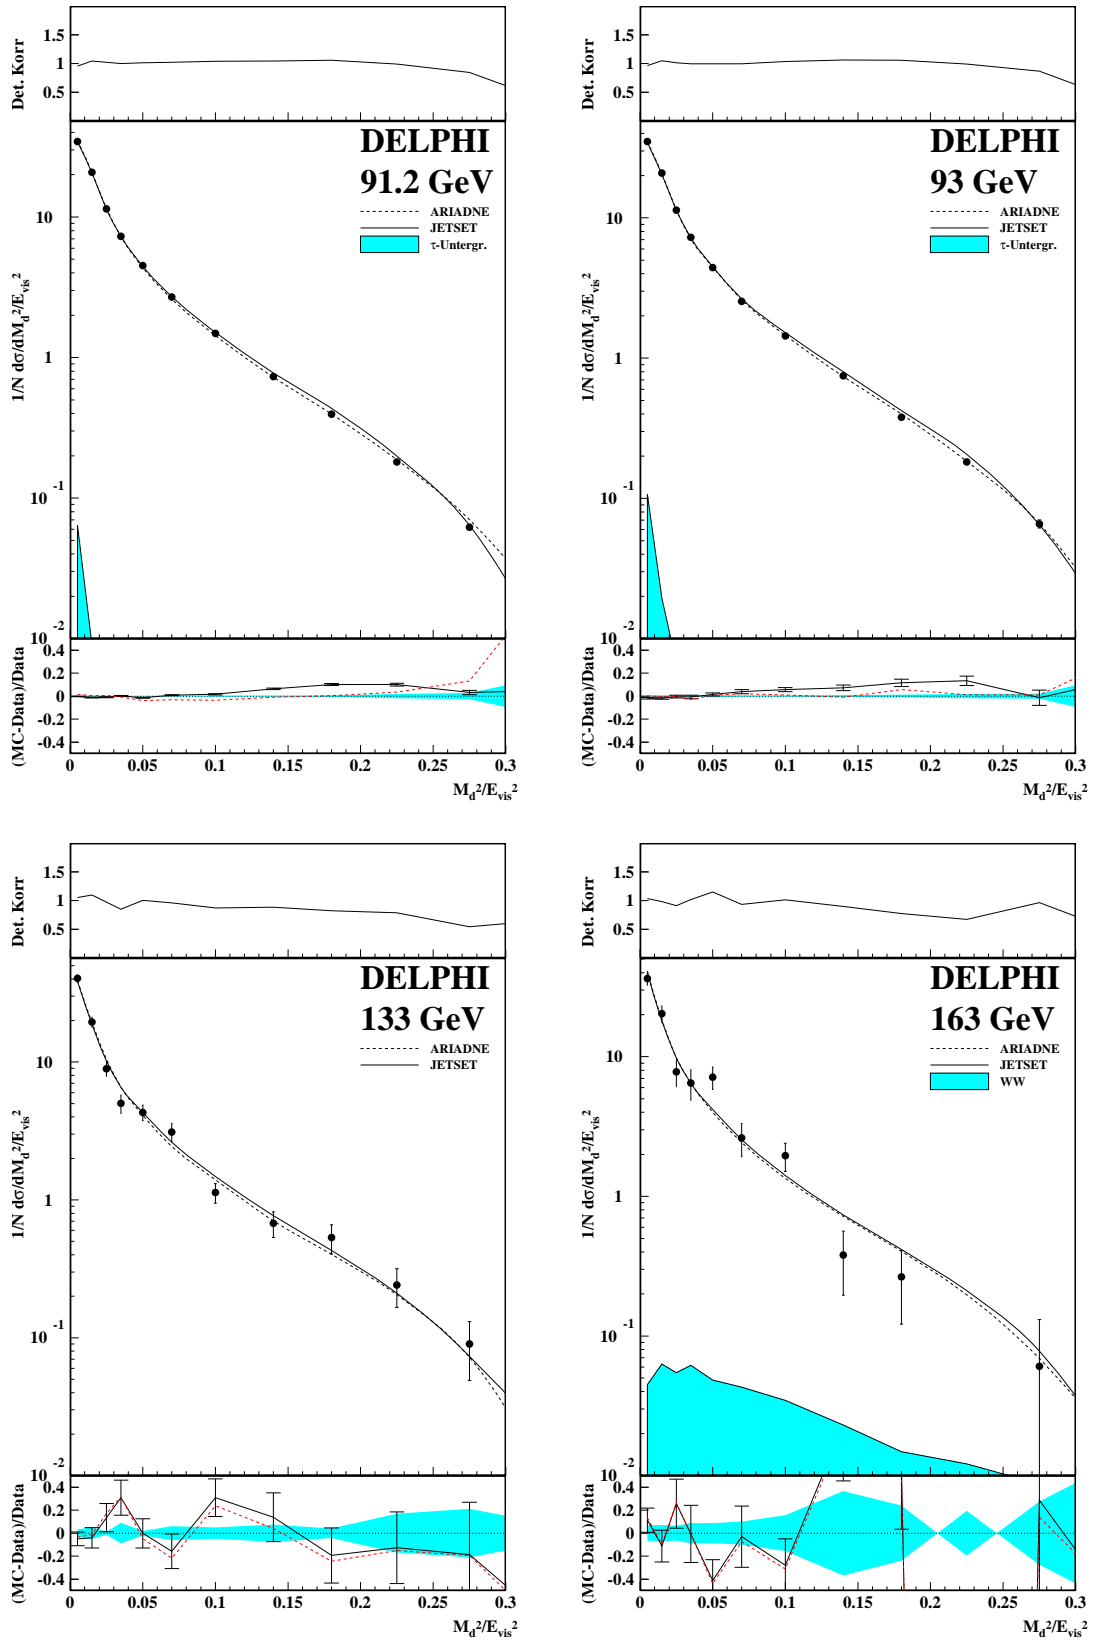 Det. Korr
1.5
1
0.5
DELPHI
91.2 GeV
ARIADNE
JETSET
τ-Untergr.
1/N dσ/dM_d²/E_vis²
10
1
10⁻¹
10⁻²
(MC-Data)/Data
0.4
0.2
0
-0.2
-0.4
0 0.05 0.1 0.15 0.2 0.25 0.3
M_d²/E_vis²
Det. Korr
1.5
1
0.5
DELPHI
93 GeV
ARIADNE
JETSET
τ-Untergr.
1/N dσ/dM_d²/E_vis²
10
1
10⁻¹
10⁻²
(MC-Data)/Data
0.4
0.2
0
-0.2
-0.4
0 0.05 0.1 0.15 0.2 0.25 0.3
M_d²/E_vis²
Det. Korr
1.5
1
0.5
DELPHI
133 GeV
ARIADNE
JETSET
1/N dσ/dM_d²/E_vis²
10
1
10⁻¹
10⁻²
(MC-Data)/Data
0.4
0.2
0
-0.2
-0.4
0 0.05 0.1 0.15 0.2 0.25 0.3
M_d²/E_vis²
Det. Korr
1.5
1
0.5
DELPHI
163 GeV
ARIADNE
JETSET
WW
1/N dσ/dM_d²/E_vis²
10
1
10⁻¹
10⁻²
(MC-Data)/Data
0.4
0.2
0
-0.2
-0.4
0 0.05 0.1 0.15 0.2 0.25 0.3
M_d²/E_vis²